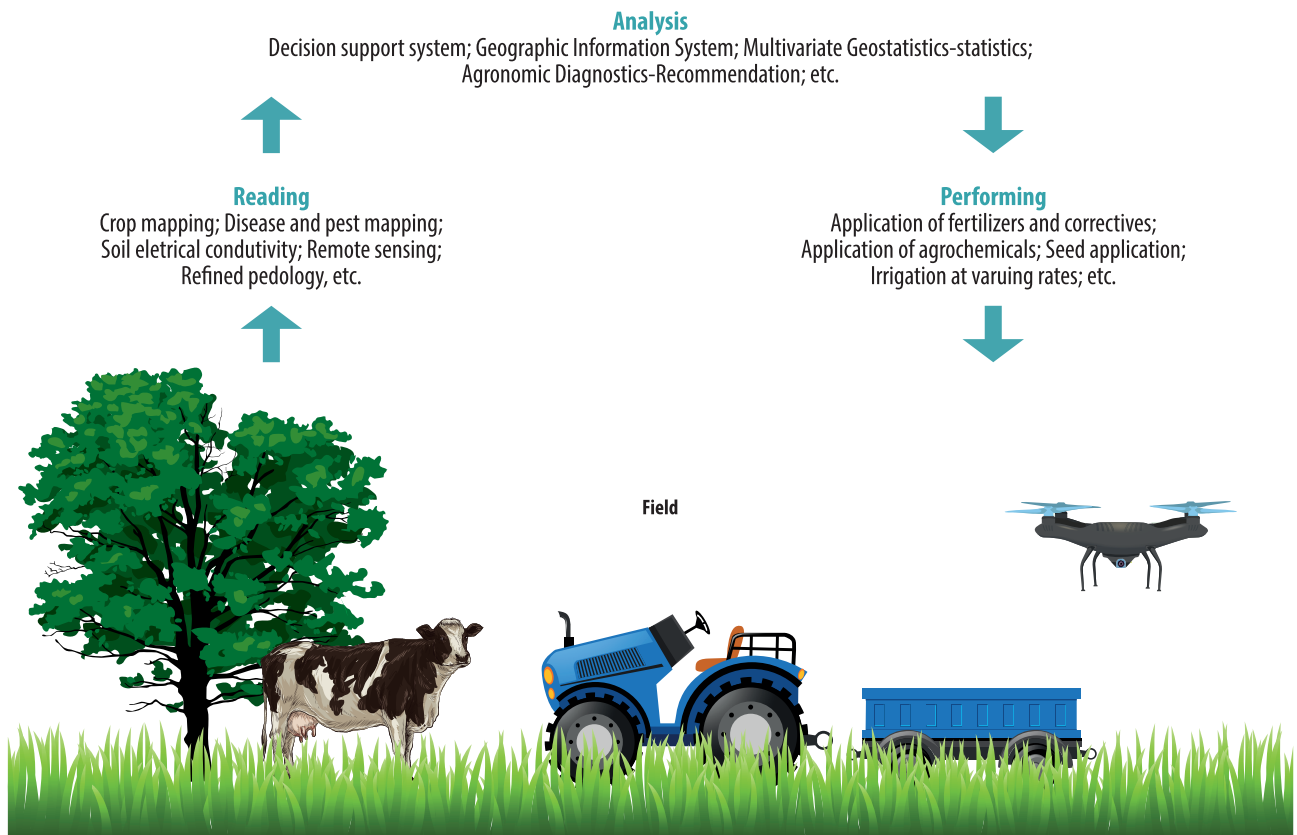 Analysis
Decision support system; Geographic Information System; Multivariate Geostatistics-statistics;
Agronomic Diagnostics-Recommendation; etc.
Reading
Crop mapping; Disease and pest mapping;
Soil eletrical condutivity; Remote sensing;
Refined pedology, etc.
Performing
Application of fertilizers and correctives;
Application of agrochemicals; Seed application;
Irrigation at varuing rates; etc.
Field